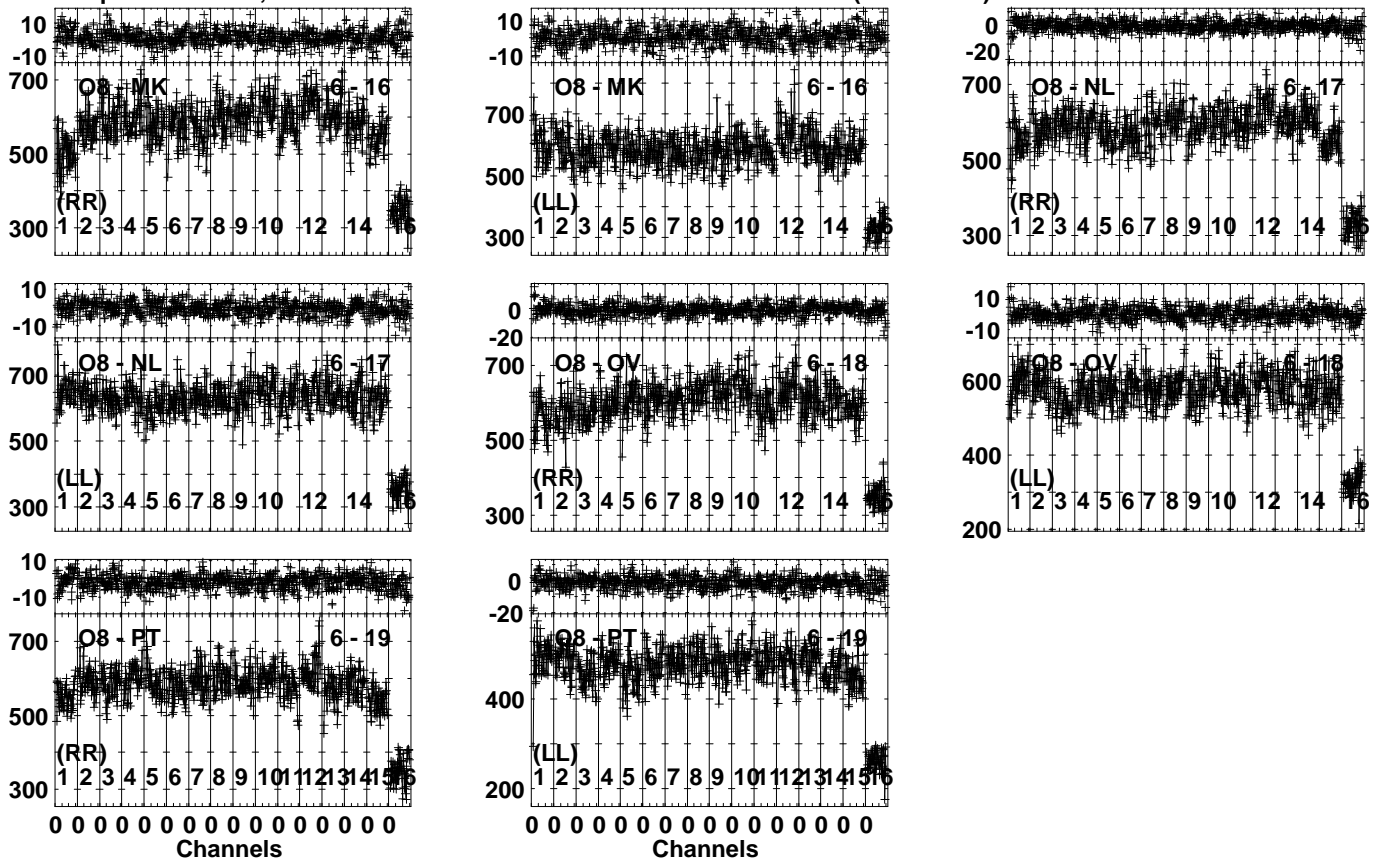 10 10 0
-10 -10 -20
700 O8 - MK 6 - 16 700 O8 - MK 6 - 16 700 O8 - NL 6 - 17
500 500 500
(RR) (LL) (RR)
1 2 3 4 5 6 7 8 9 10 12 14 16 1 2 3 4 5 6 7 8 9 10 12 14 16 1 2 3 4 5 6 7 8 9 10 12 14 16
300 300 300
10 0 10
-10 -20 -10
700 O8 - NL 6 - 17 700 O8 - OV 6 - 18 600 O8 - OV 6 - 18
500 500 400
(LL) (RR) (LL)
1 2 3 4 5 6 7 8 9 10 12 14 16 1 2 3 4 5 6 7 8 9 10 12 14 16 1 2 3 4 5 6 7 8 9 10 12 14 16
300 300 200
10 0
-10 -20
700 O8 - PT 6 - 19 O8 - PT 6 - 19
500 400
(RR) (LL)
1 2 3 4 5 6 7 8 9 10 11 12 13 14 15 16 1 2 3 4 5 6 7 8 9 10 11 12 13 14 15 16
300 200
0 0 0 0 0 0 0 0 0 0 0 0 0 0 0 0 0 0 0 0 0 0 0 0 0 0 0 0 0 0 0 0
Channels Channels